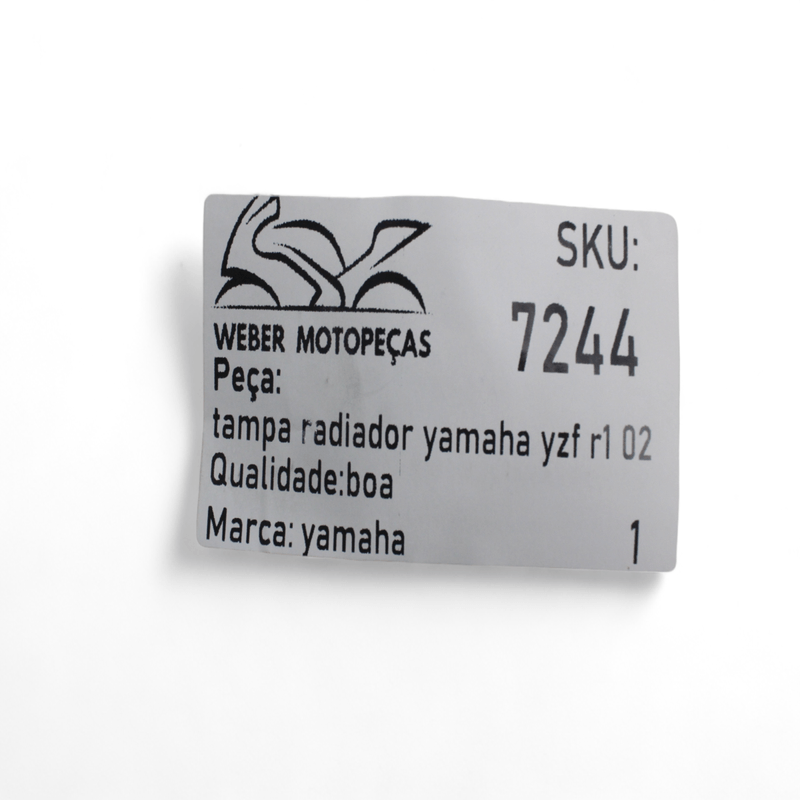 SKU:
7244
WEBER MOTOPEÇAS
Peça:
tampa radiador yamaha yzf r1 02
Qualidade:boa
Marca: yamaha 1